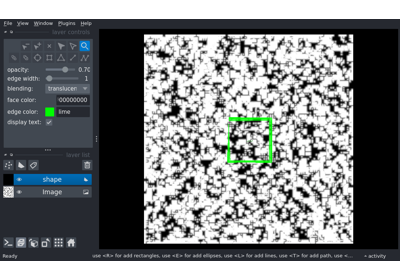 File View Window Plugins Help
layer controls
opacity: 0.70
edge width: 1
blending: translucen
face color: 00000000
edge color: lime
display text:
layer list
shape
Image
Ready use <R> for add rectangles, use <E> for add ellipses, use <L> for add lines, use <T> for add path, use <... activity